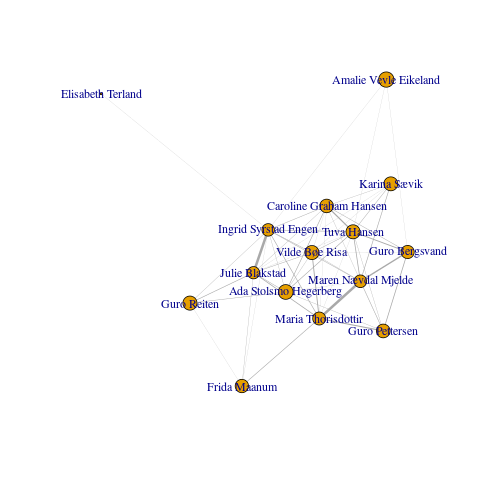 Amalie Vevle Eikeland
Elisabeth Terland
Karina Sævik
Caroline Graham Hansen
Ingrid Syrstad Engen
Tuva Hansen
Vilde Bøe Risa
Guro Bergsvand
Julie Blakstad
Maren Nævdal Mjelde
Ada Stolsmo Hegerberg
Guro Reiten
Maria Thorisdottir
Guro Pettersen
Frida Maanum